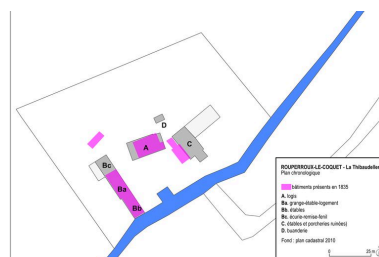 D
A
C
Bc
Ba
Bb
ROUPERROUX-LE-COQUET - La Thibaudellerie
Plan chronologique
bâtiments présents en 1835
A. logis
Ba. grange-étable-logement
Bb. étables
Bc. écurie-remise-fenil
C. étables et porcheries ruinées)
D. buanderie
Fond : plan cadastral 2010
0 25 m